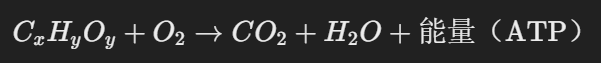 CₓHᵧOᵧ + O₂ → CO₂ + H₂O + 能量（ATP）